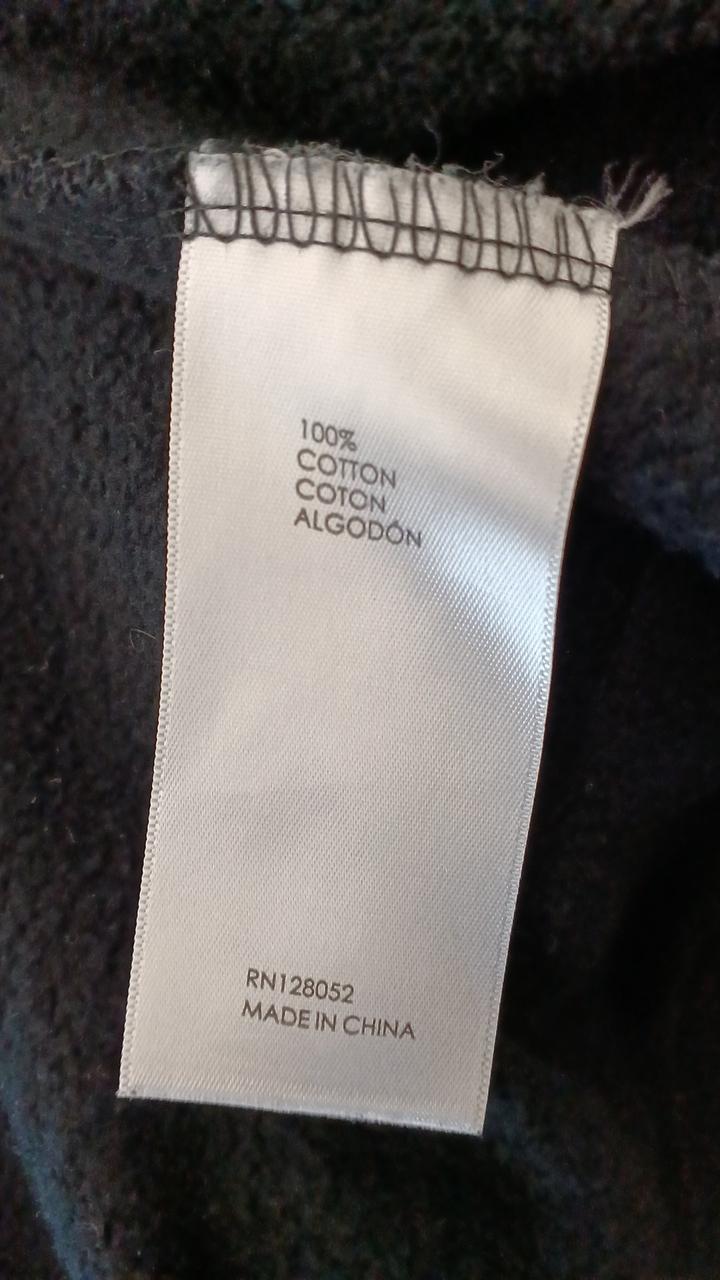 100%
COTTON
COTON
ALGODÓN
RN128052
MADE IN CHINA